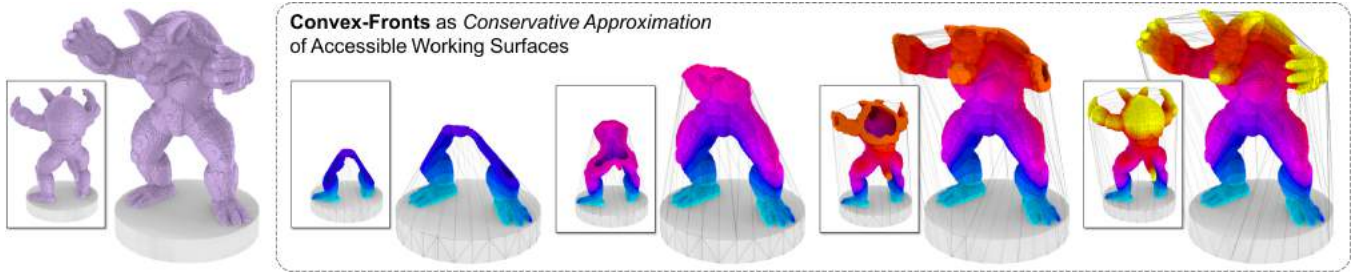 Convex-Fronts as Conservative Approximation
of Accessible Working Surfaces